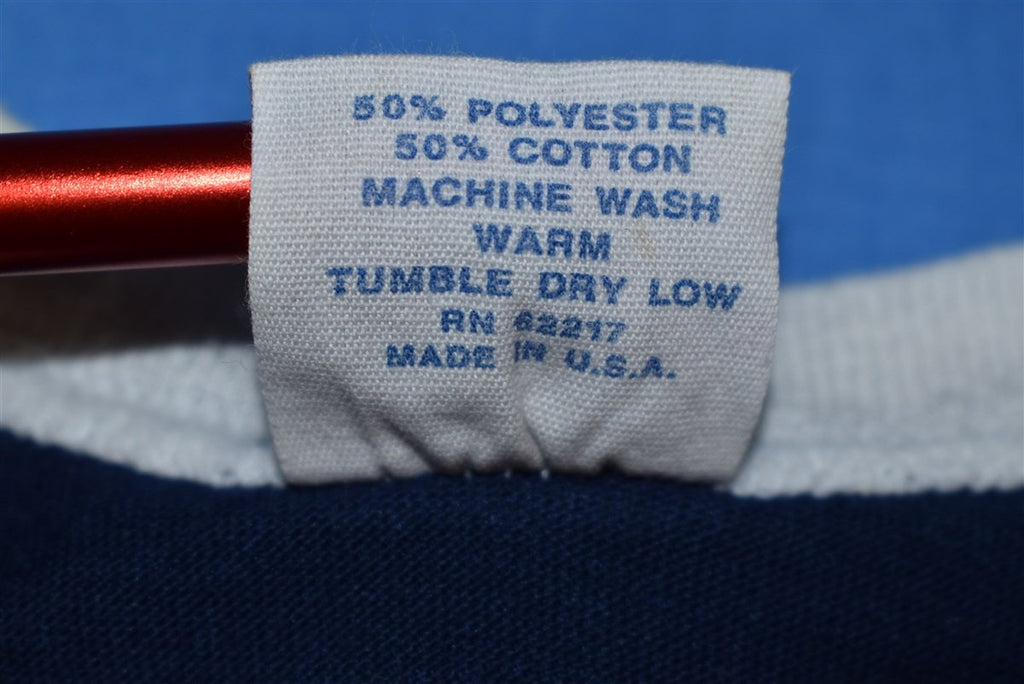 50% POLYESTER
50% COTTON
MACHINE WASH
WARM
TUMBLE DRY LOW
RN 62217
MADE IN U.S.A.